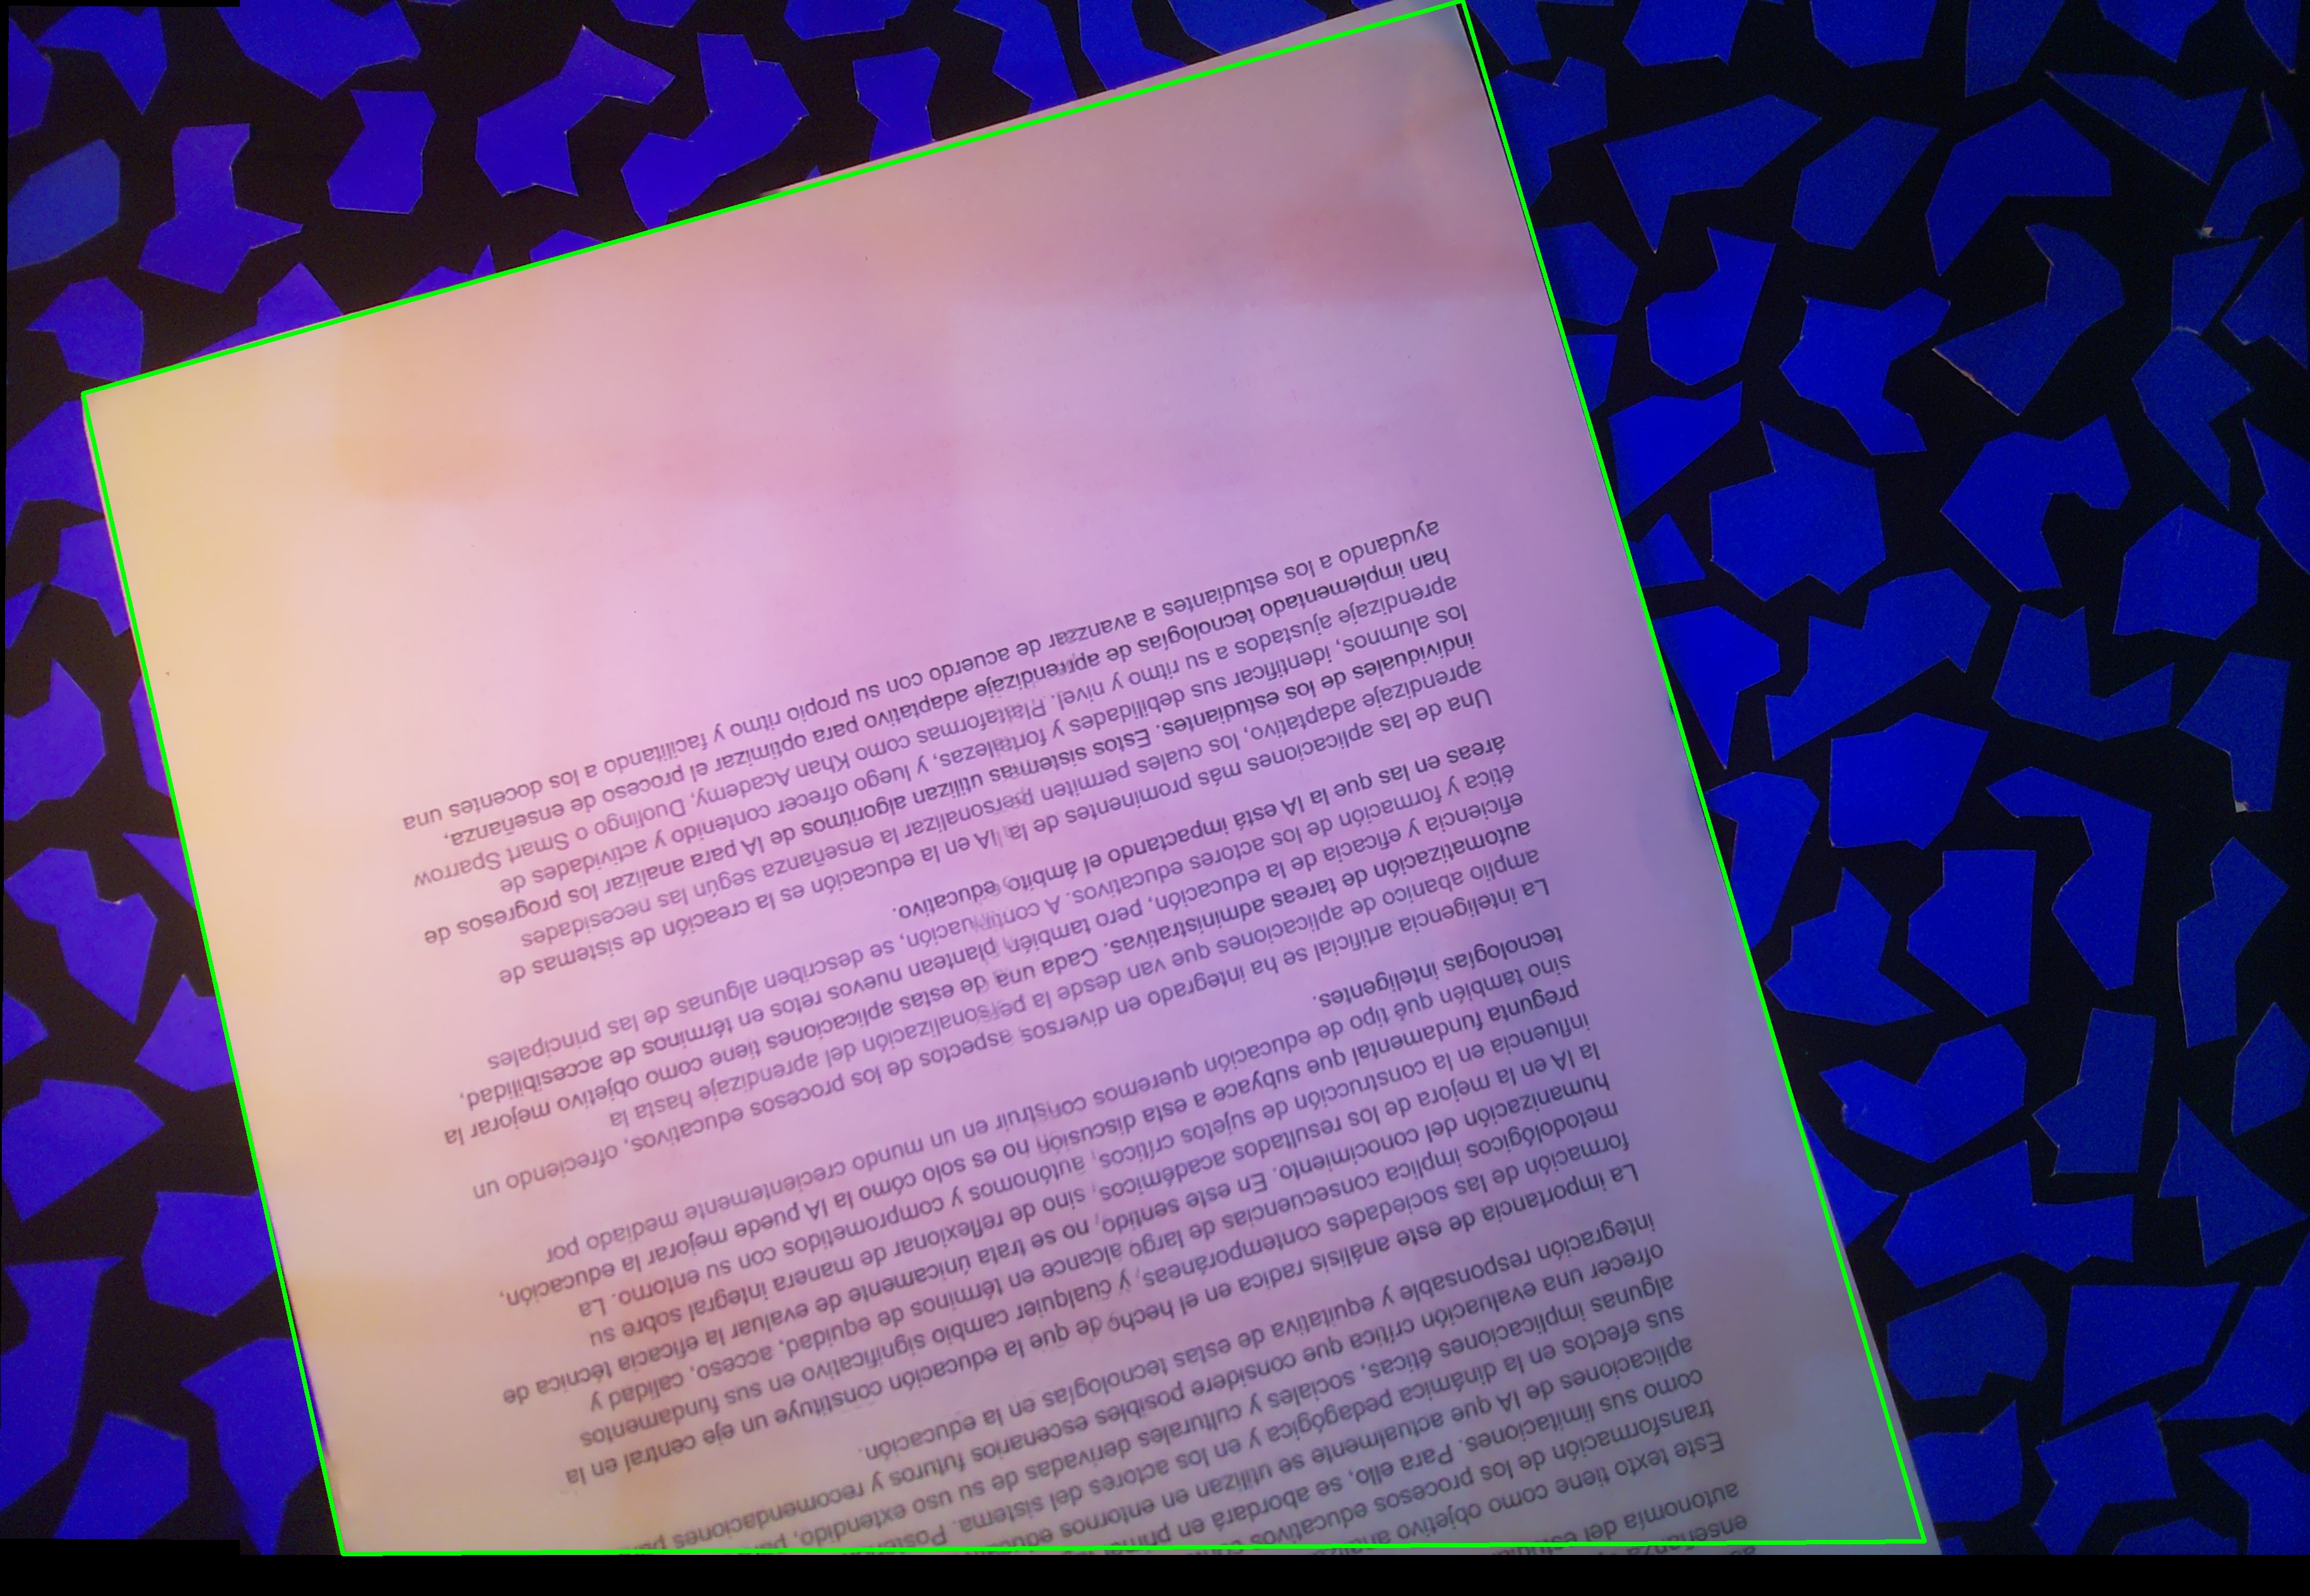 enseñanza
autonomía del
Este texto tiene como objetivo
transformación de los procesos educativos
como sus limitaciones. Para ello, se abordará en
aplicaciones de IA que actualmente se utilizan en entornos
sus efectos en la dinámica pedagógica y en los actores del sistema.
algunas implicaciones éticas, sociales y culturales derivadas de su uso extendido,
ofrecer una evaluación crítica que considere posibles escenarios futuros y recomendaciones
integración responsable y equitativa de estas tecnologías en la educación.
La importancia de este análisis radica en el hecho de que la educación constituye un eje central en la
formación de las sociedades contemporáneas, y cualquier cambio significativo en sus fundamentos
metodológicos implica consecuencias de largo alcance en términos de equidad, acceso, calidad y
humanización del conocimiento. En este sentido, no se trata únicamente de evaluar la eficacia técnica de
la IA en la mejora de los resultados académicos, sino de reflexionar de manera integral sobre su
influencia en la construcción de sujetos críticos, autónomos y comprometidos con su entorno. La
pregunta fundamental que subyace a esta discusión no es solo cómo la IA puede mejorar la educación,
sino también qué tipo de educación queremos construir en un mundo crecientemente mediado por
tecnologías inteligentes.
La inteligencia artificial se ha integrado en diversos aspectos de los procesos educativos, ofreciendo un
amplio abanico de aplicaciones que van desde la personalización del aprendizaje hasta la
automatización de tareas administrativas. Cada una de estas aplicaciones tiene como objetivo mejorar la
eficiencia y eficacia de la educación, pero también plantean nuevos retos en términos de accesibilidad,
ética y formación de los actores educativos. A continuación, se describen algunas de las principales
áreas en las que la IA está impactando el ámbito educativo.
Una de las aplicaciones más prominentes de la IA en la educación es la creación de sistemas de
aprendizaje adaptativo, los cuales permiten personalizar la enseñanza según las necesidades
individuales de los estudiantes. Estos sistemas utilizan algoritmos de IA para analizar los progresos de
los alumnos, identificar sus debilidades y fortalezas, y luego ofrecer contenido y actividades de
aprendizaje ajustados a su ritmo y nivel. Plataformas como Khan Academy, Duolingo o Smart Sparrow
han implementado tecnologías de aprendizaje adaptativo para optimizar el proceso de enseñanza,
ayudando a los estudiantes a avanzar de acuerdo con su propio ritmo y facilitando a los docentes una